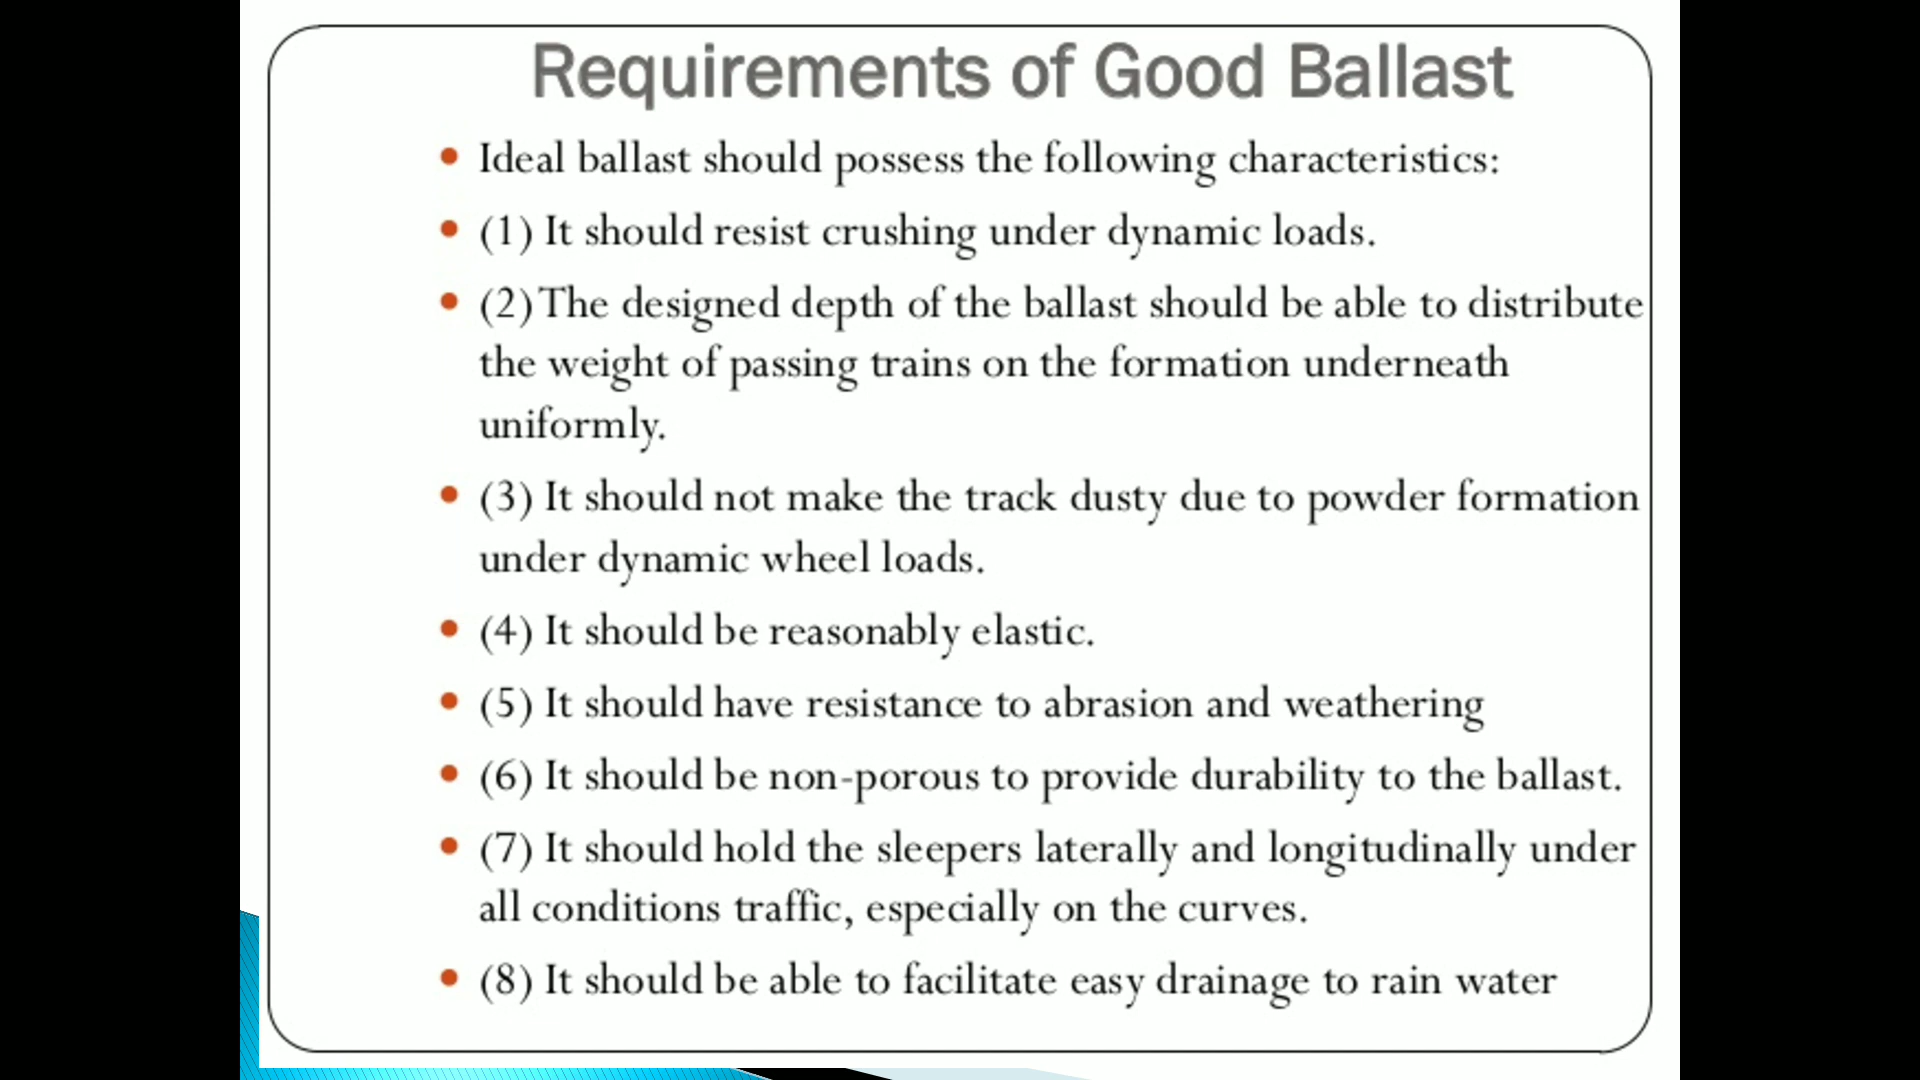 Requirements of Good Ballast
• Ideal ballast should possess the following characteristics:
• (1) It should resist crushing under dynamic loads.
• (2) The designed depth of the ballast should be able to distribute
the weight of passing trains on the formation underneath
uniformly.
• (3) It should not make the track dusty due to powder formation
under dynamic wheel loads.
• (4) It should be reasonably elastic.
• (5) It should have resistance to abrasion and weathering
• (6) It should be non-porous to provide durability to the ballast.
• (7) It should hold the sleepers laterally and longitudinally under
all conditions traffic, especially on the curves.
• (8) It should be able to facilitate easy drainage to rain water